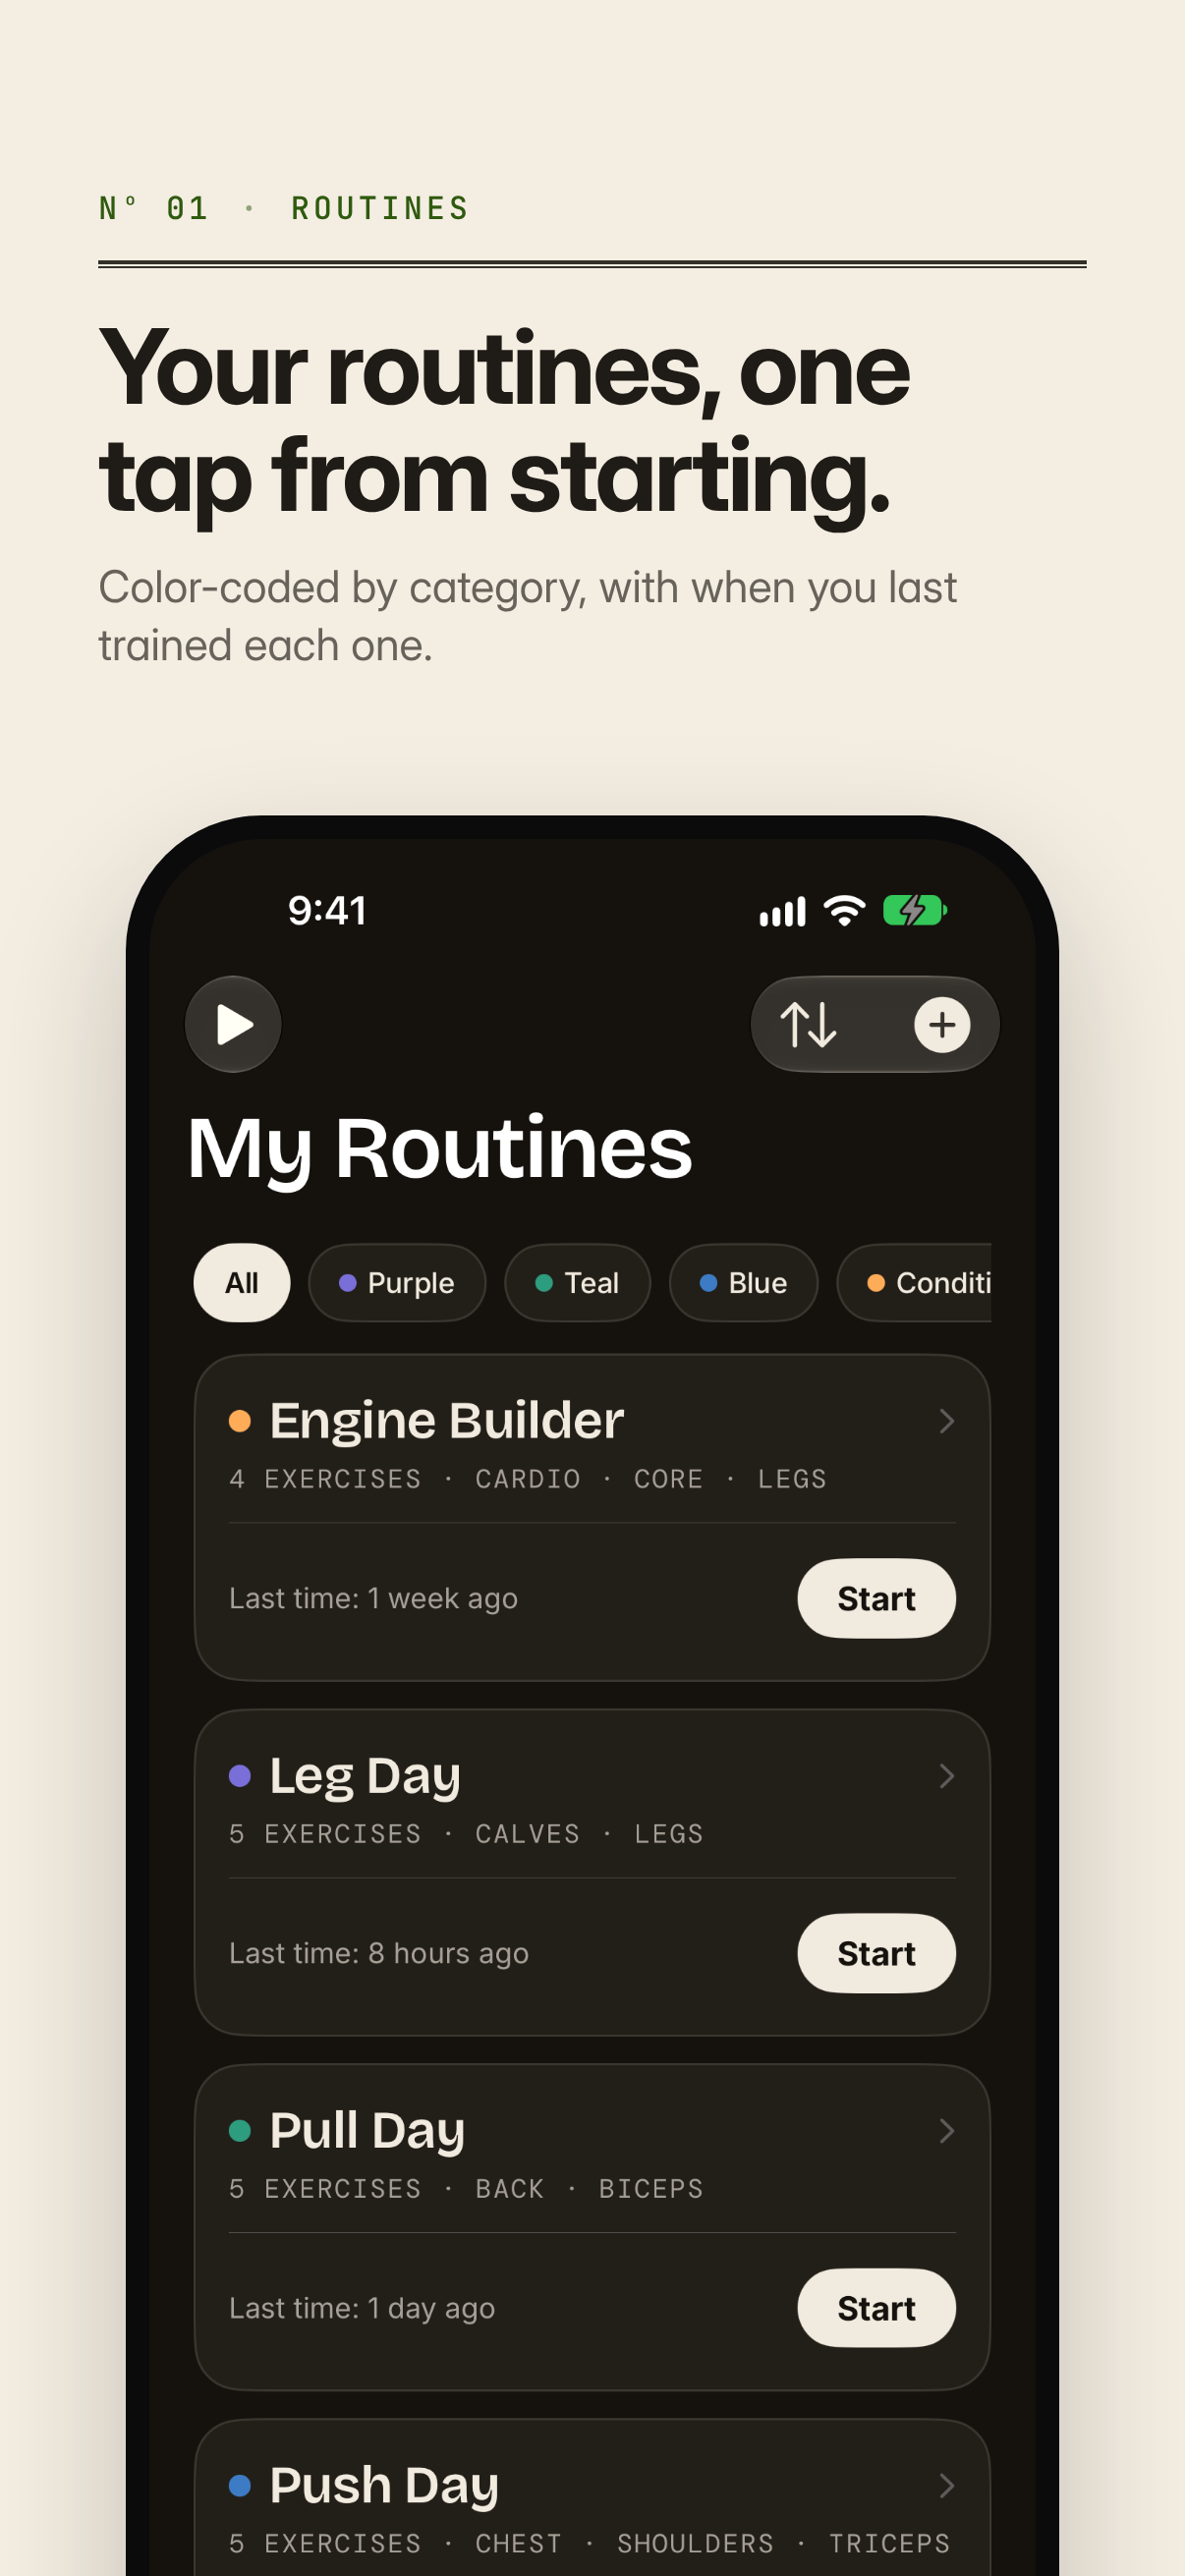 Nº 01 · ROUTINES
Your routines, one
tap from starting.
Color-coded by category, with when you last
trained each one.
9:41
My Routines
All Purple Teal Blue Conditi
Engine Builder
4 EXERCISES · CARDIO · CORE · LEGS
Last time: 1 week ago Start
Leg Day
5 EXERCISES · CALVES · LEGS
Last time: 8 hours ago Start
Pull Day
5 EXERCISES · BACK · BICEPS
Last time: 1 day ago Start
Push Day
5 EXERCISES · CHEST · SHOULDERS · TRICEPS